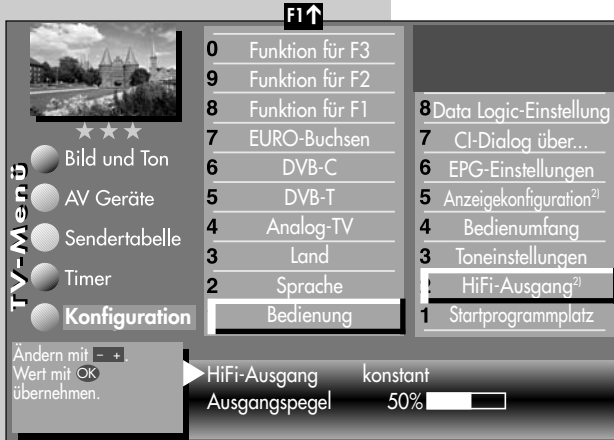 F1↑
TV-Menü
Bild und Ton
AV Geräte
Sendertabelle
Timer
Konfiguration
0 Funktion für F3
9 Funktion für F2
8 Funktion für F1
7 EURO-Buchsen
6 DVB-C
5 DVB-T
4 Analog-TV
3 Land
2 Sprache
Bedienung
8 Data Logic-Einstellung
7 CI-Dialog über...
6 EPG-Einstellungen
5 Anzeigekonfiguration2)
4 Bedienumfang
3 Toneinstellungen
2 HiFi-Ausgang2)
1 Startprogrammplatz
Ändern mit - + .
Wert mit OK
übernehmen.
HiFi-Ausgang konstant
Ausgangspegel 50%